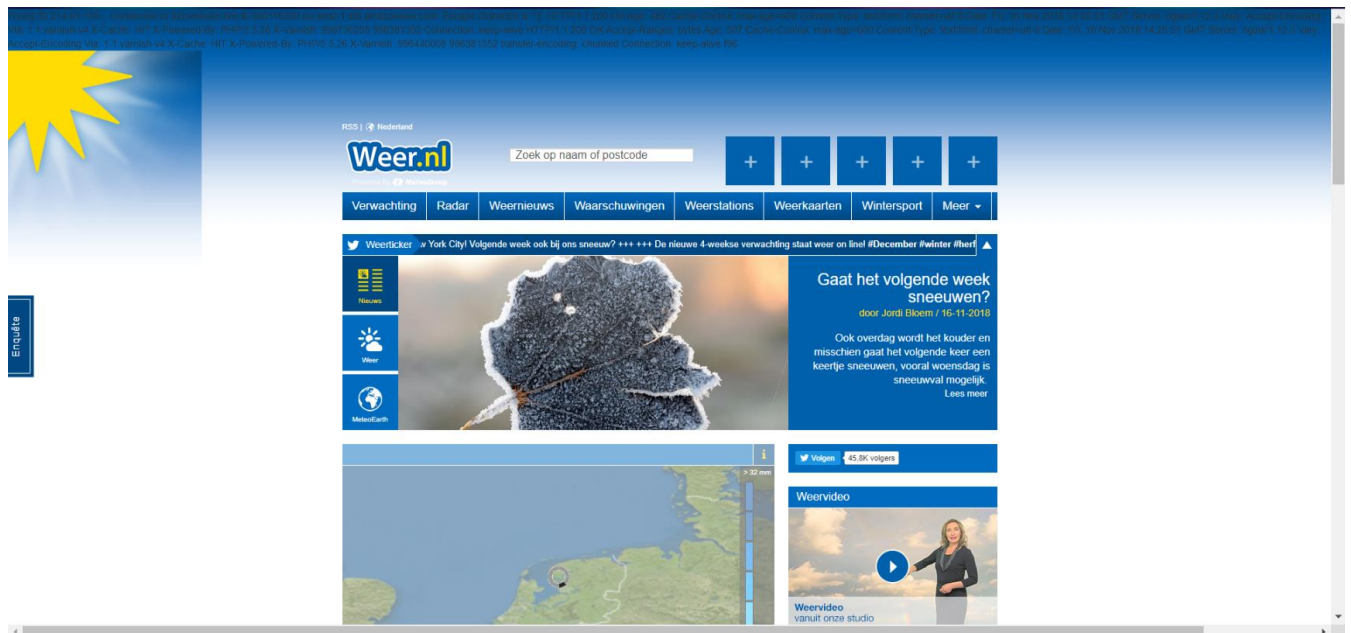 RSS | Nederland
Weer.nl
Zoek op naam of postcode
+ + + + +
Verwachting Radar Weernieuws Waarschuwingen Weerstations Weerkaarten Wintersport Meer
Weerticker w York City! Volgende week ook bij ons sneeuw? +++ +++ De nieuwe 4-weekse verwachting staat weer on line! #December #winter #herf
Nieuws
Weer
MeteoEarth
Gaat het volgende week
sneeuwen?
door Jordi Bloem / 16-11-2018
Ook overdag wordt het kouder en
misschien gaat het volgende keer een
keertje sneeuwen, vooral woensdag is
sneeuwval mogelijk.
Lees meer
Enquête
i
> 32 mm
Volgen 45,8K volgers
Weervideo
Weervideo
vanuit onze studio